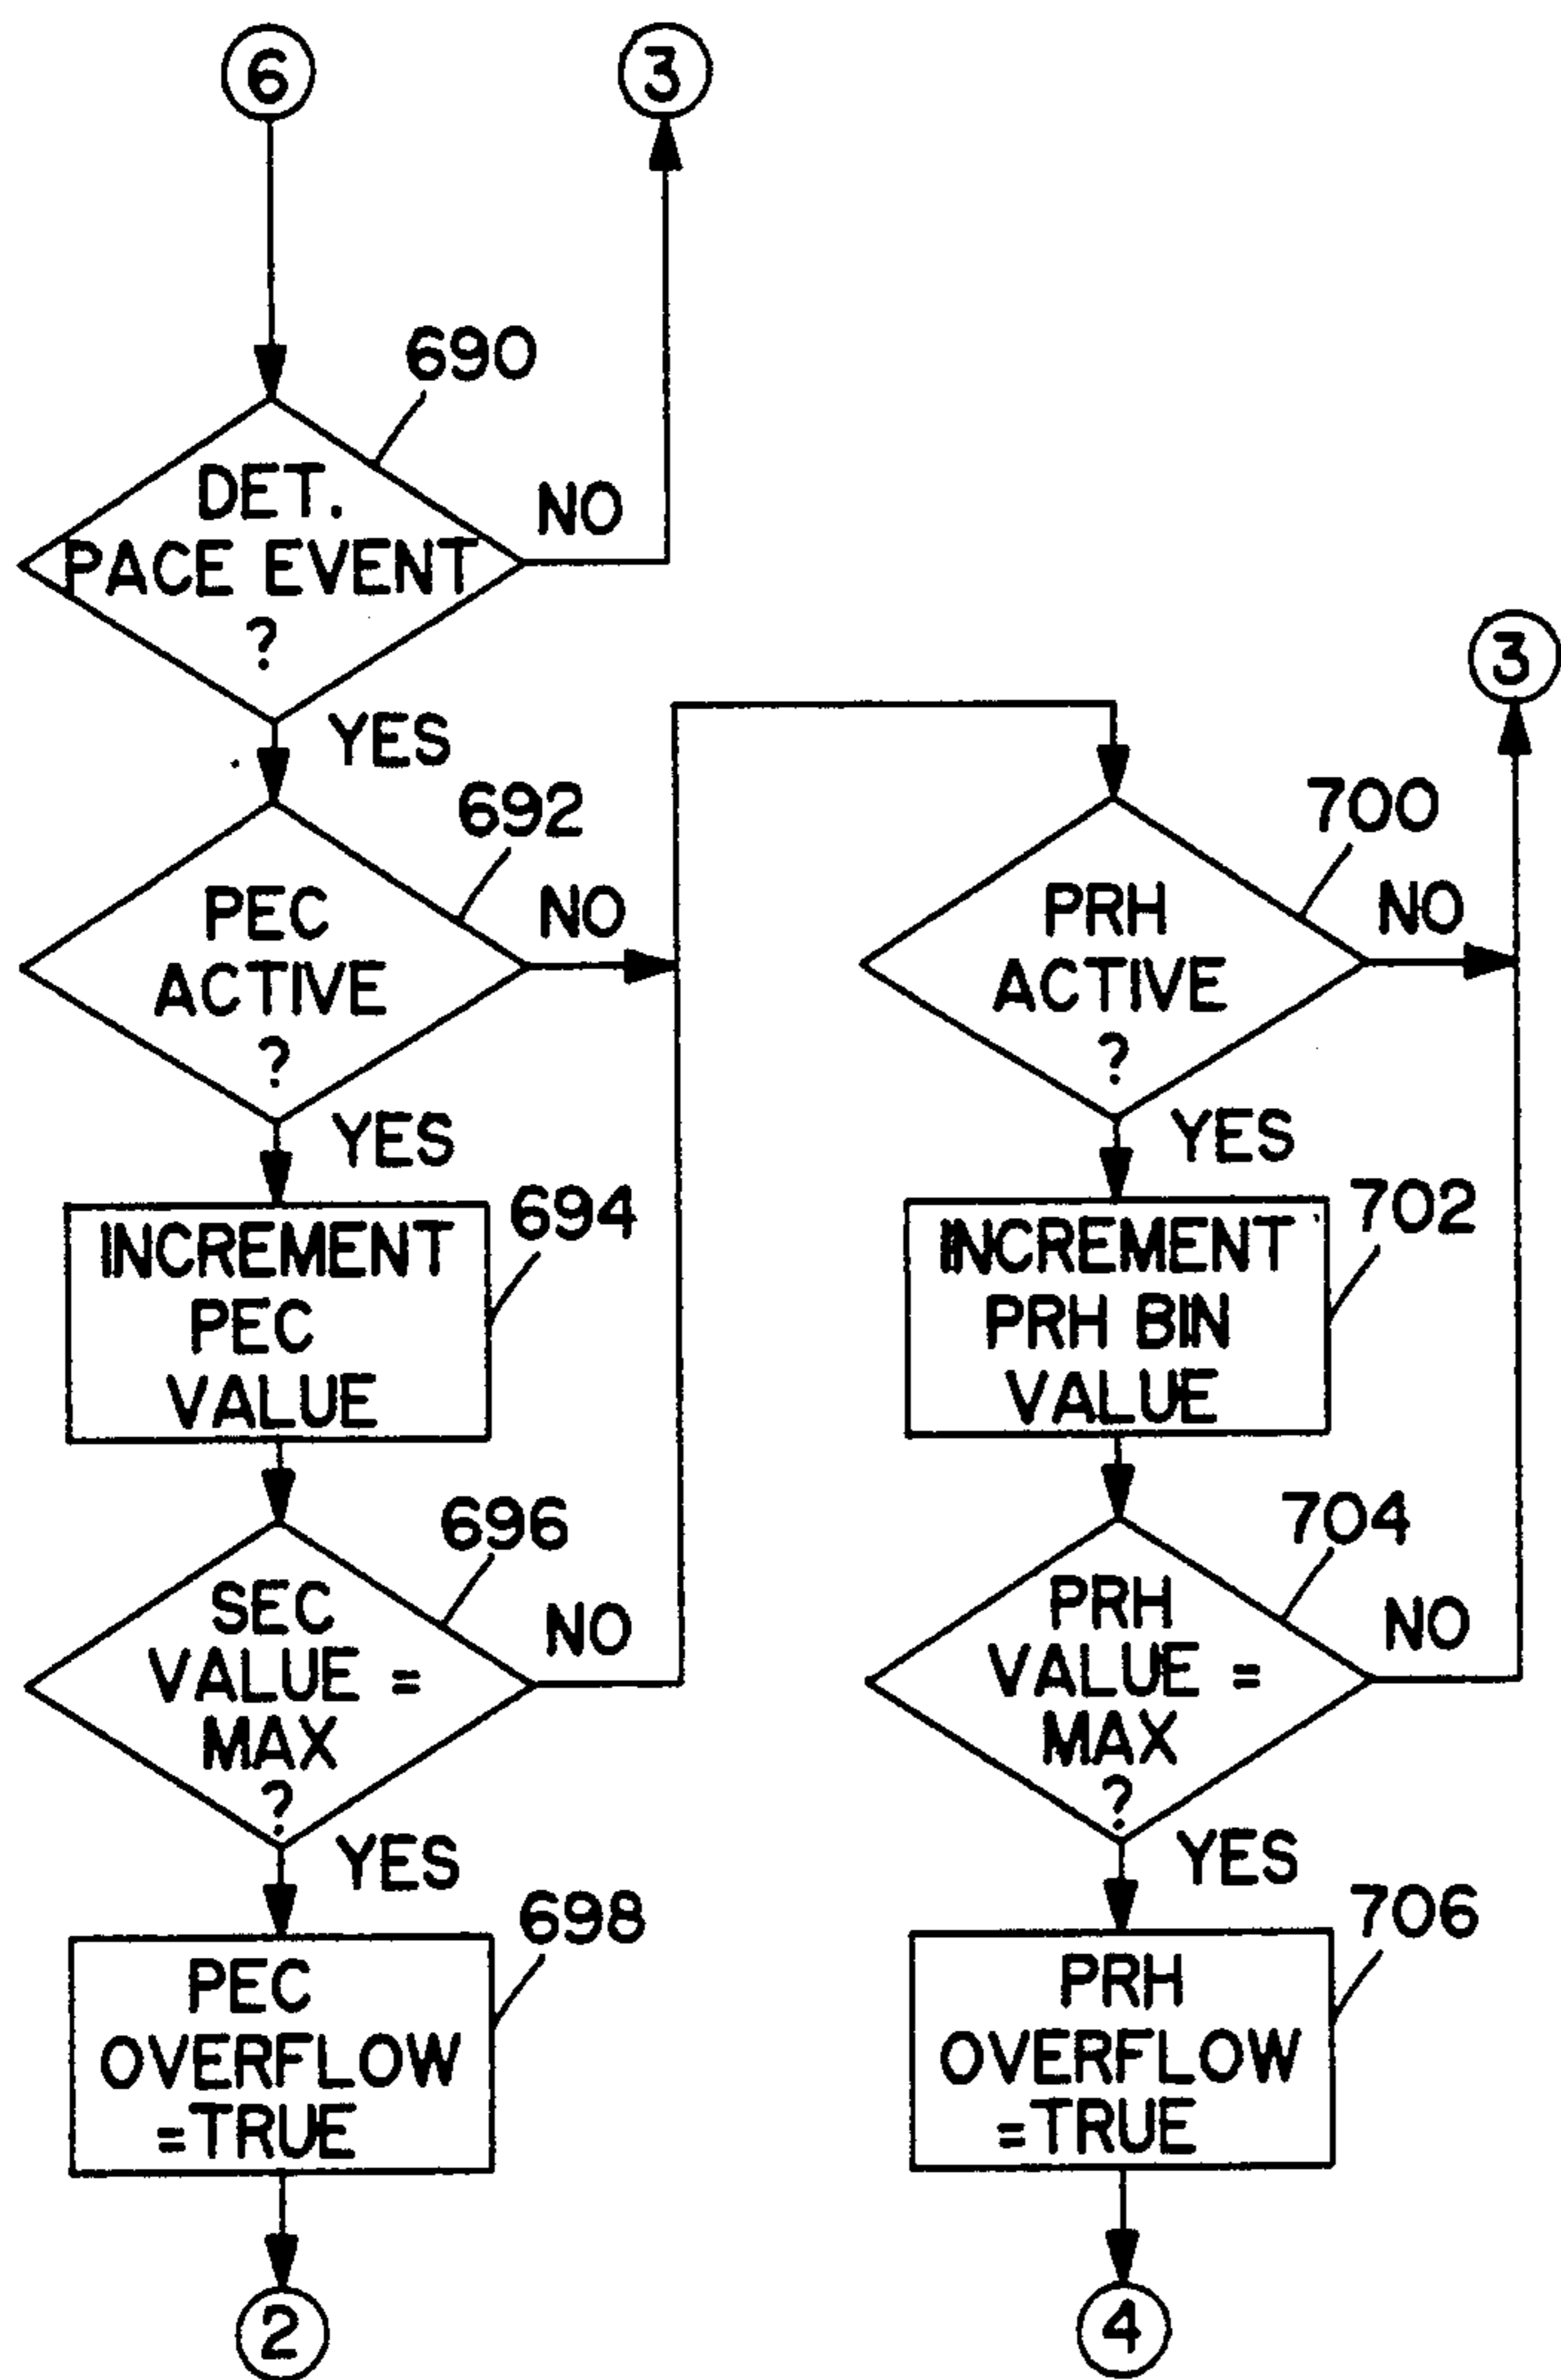 6
3
690
DET.
PACE EVENT
?
NO
YES
692
PEC
ACTIVE
?
NO
YES
694
INCREMENT
PEC
VALUE
696
SEC
VALUE =
MAX
?
NO
YES
698
PEC
OVERFLOW
=TRUE
2
3
700
PRH
ACTIVE
?
NO
YES
702
INCREMENT
PRH BIN
VALUE
704
PRH
VALUE =
MAX
?
NO
YES
706
PRH
OVERFLOW
=TRUE
4